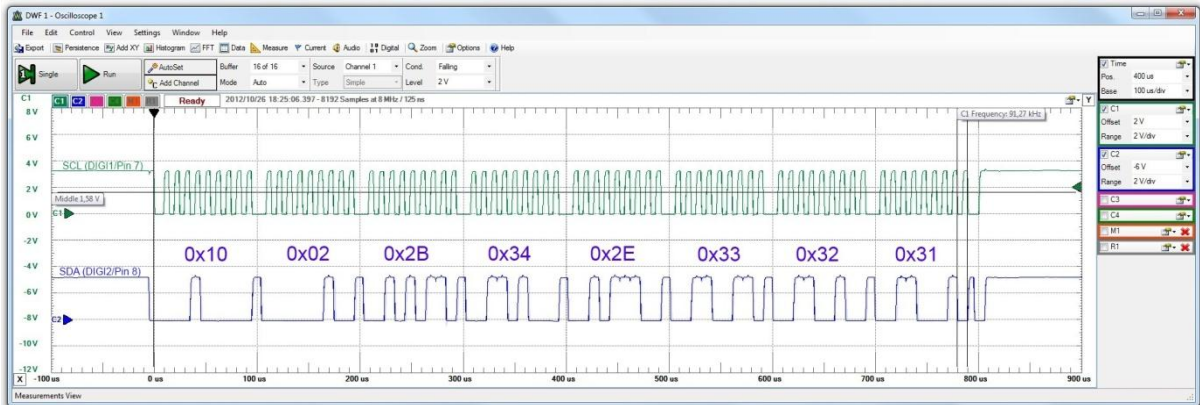 DWF 1 - Oscilloscope 1
File Edit Control View Settings Window Help
Export Persistence Add XY Histogram FFT Data Measure Current Audio Digital Zoom Options Help
Single Run AutoSet Buffer 16 of 16 Source Channel 1 Cond. Falling
Add Channel Mode Auto Type Simple Level 2 V
C1 C1 C2 Ready 2012/10/26 18:25:06.397 - 8192 Samples at 8 MHz / 125 ns Y
C1 Frequency: 91,27 kHz
8 V
6 V
4 V
SCL (DIGI1/Pin 7)
2 V
Middle 1,58 V
0 V C1
-2 V
0x10 0x02 0x2B 0x34 0x2E 0x33 0x32 0x31
-4 V
SDA (DIGI2/Pin 8)
-6 V
-8 V C2
-10 V
-12 V
X -100 us 0 us 100 us 200 us 300 us 400 us 500 us 600 us 700 us 800 us 900 us
Measurements View
Time
Pos. 400 us
Base 100 us/div
C1
Offset 2 V
Range 2 V/div
C2
Offset -6 V
Range 2 V/div
C3
C4
M1
R1